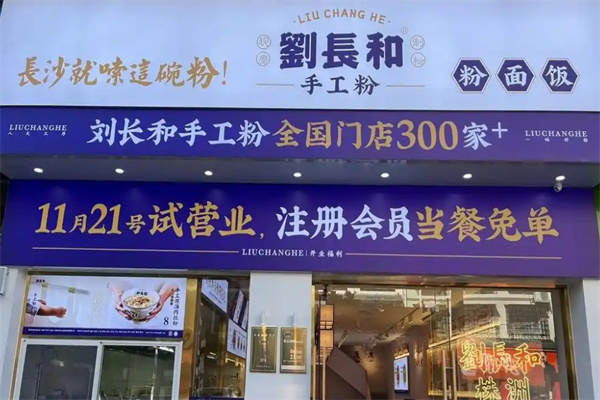 LIU CHANG HE
長沙就嗦這碗粉!
劉長和
手工粉
粉面饭
LIUCHANGHE
刘长和手工粉全国门店300家+
LIUCHANGHE
11月21号试营业,注册会员当餐免单
LIUCHANGHE|开业福利
8
劉長和
株洲